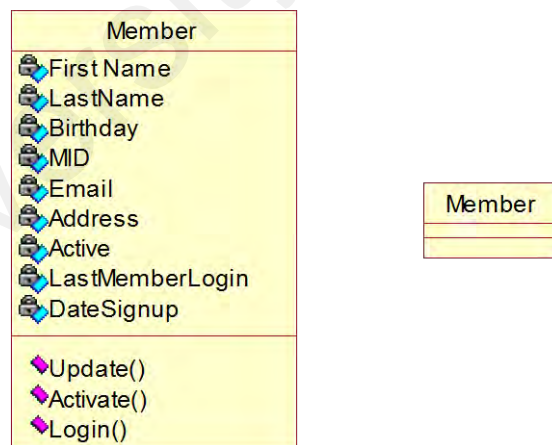 Member
First Name
LastName
Birthday
MID
Email
Address
Active
LastMemberLogin
DateSignup
Update()
Activate()
Login()
Member